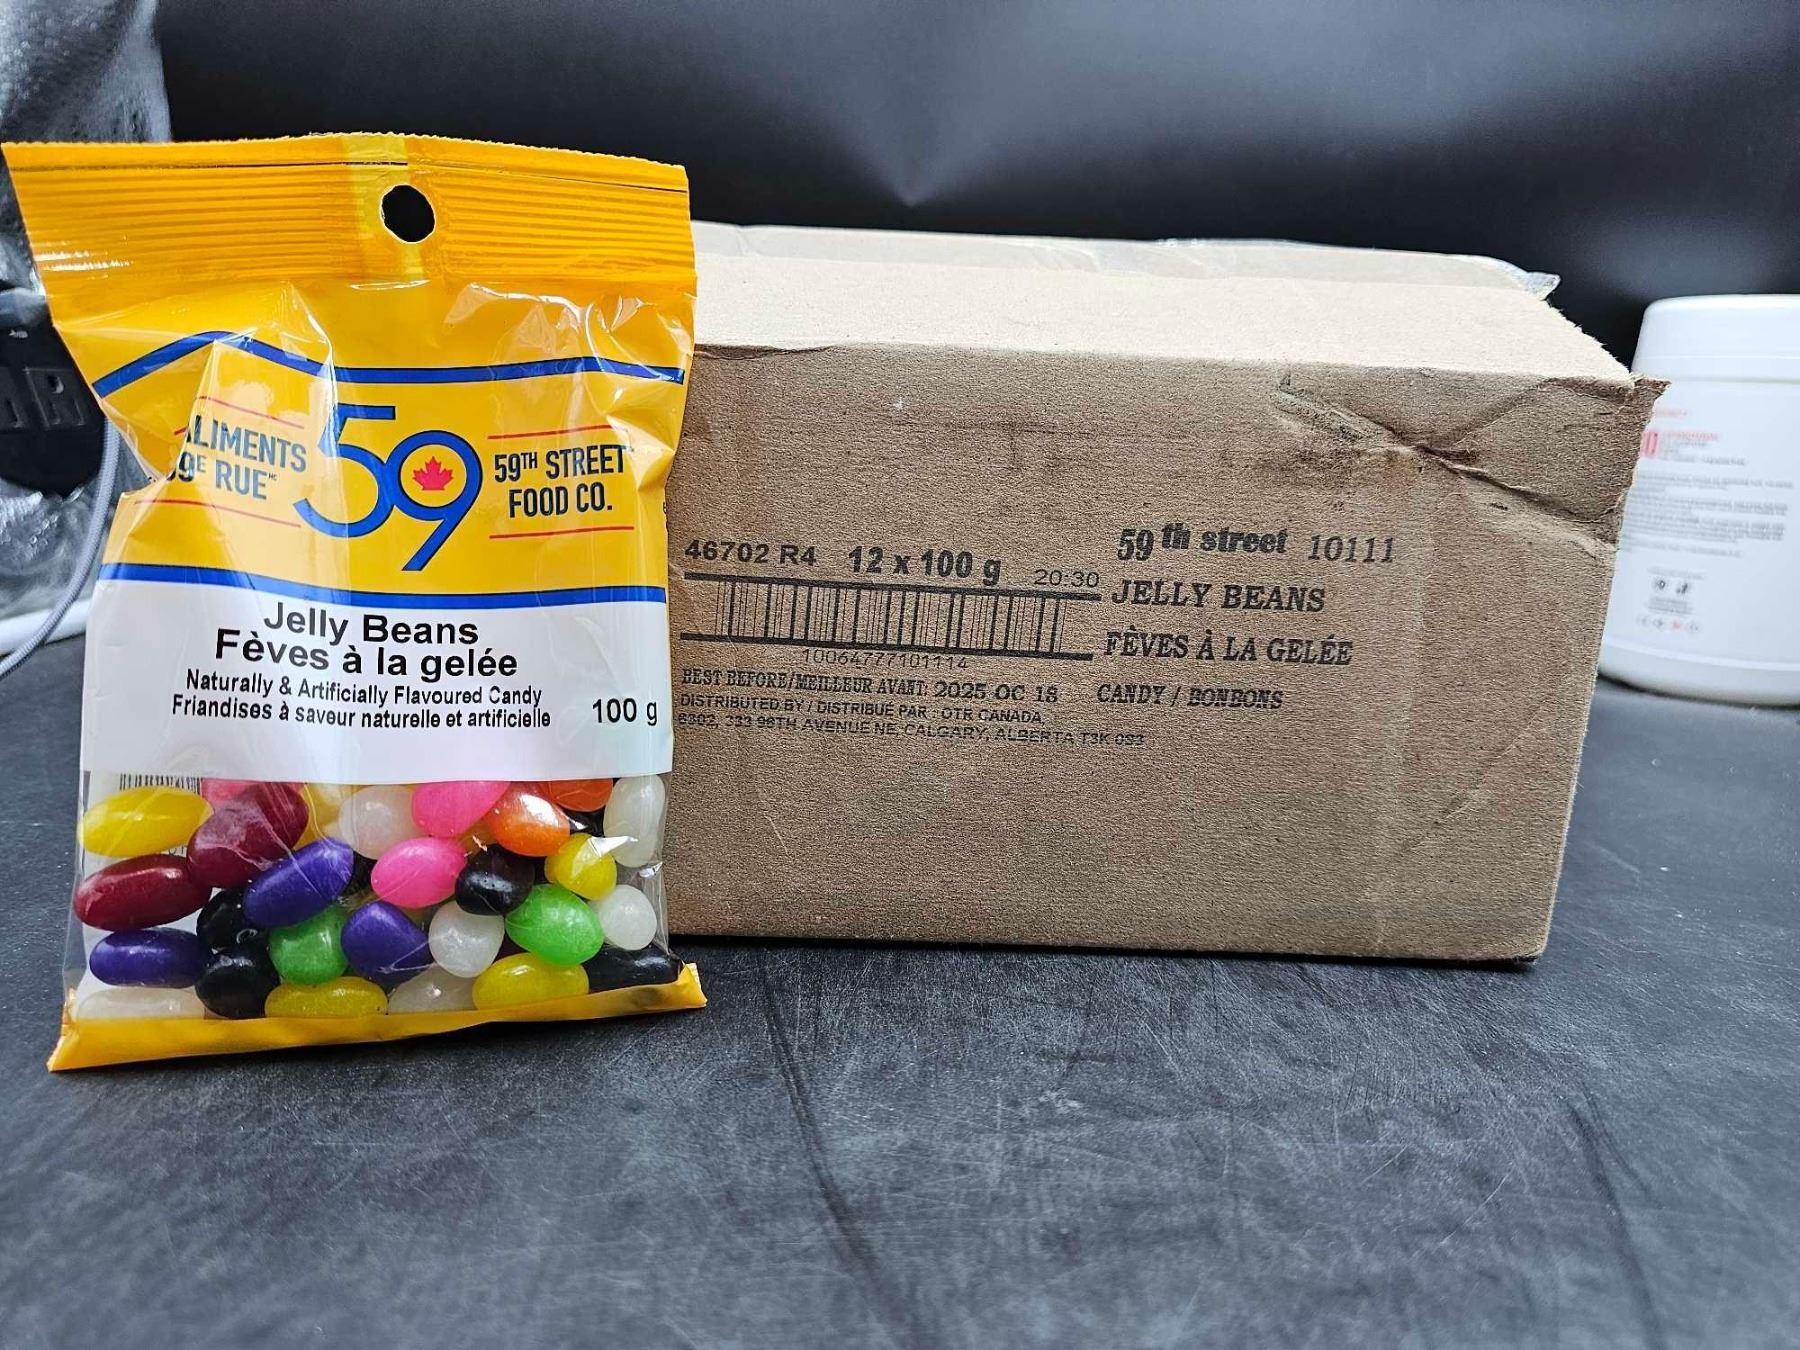 ALIMENTS
59E RUE
59
59TH STREET
FOOD CO.
Jelly Beans
Fèves à la gelée
Naturally & Artificially Flavoured Candy
Friandises à saveur naturelle et artificielle
100 g
46702 R4 12 x 100 g 20:30
59 th street 10111
JELLY BEANS
FÈVES À LA GELÉE
CANDY / BONBONS
10064777101114
BEST BEFORE/MEILLEUR AVANT: 2025 OC 18
DISTRIBUTED BY / DISTRIBUÉ PAR : OTR CANADA,
6302, 333 96TH AVENUE NE, CALGARY, ALBERTA T3K 0S3